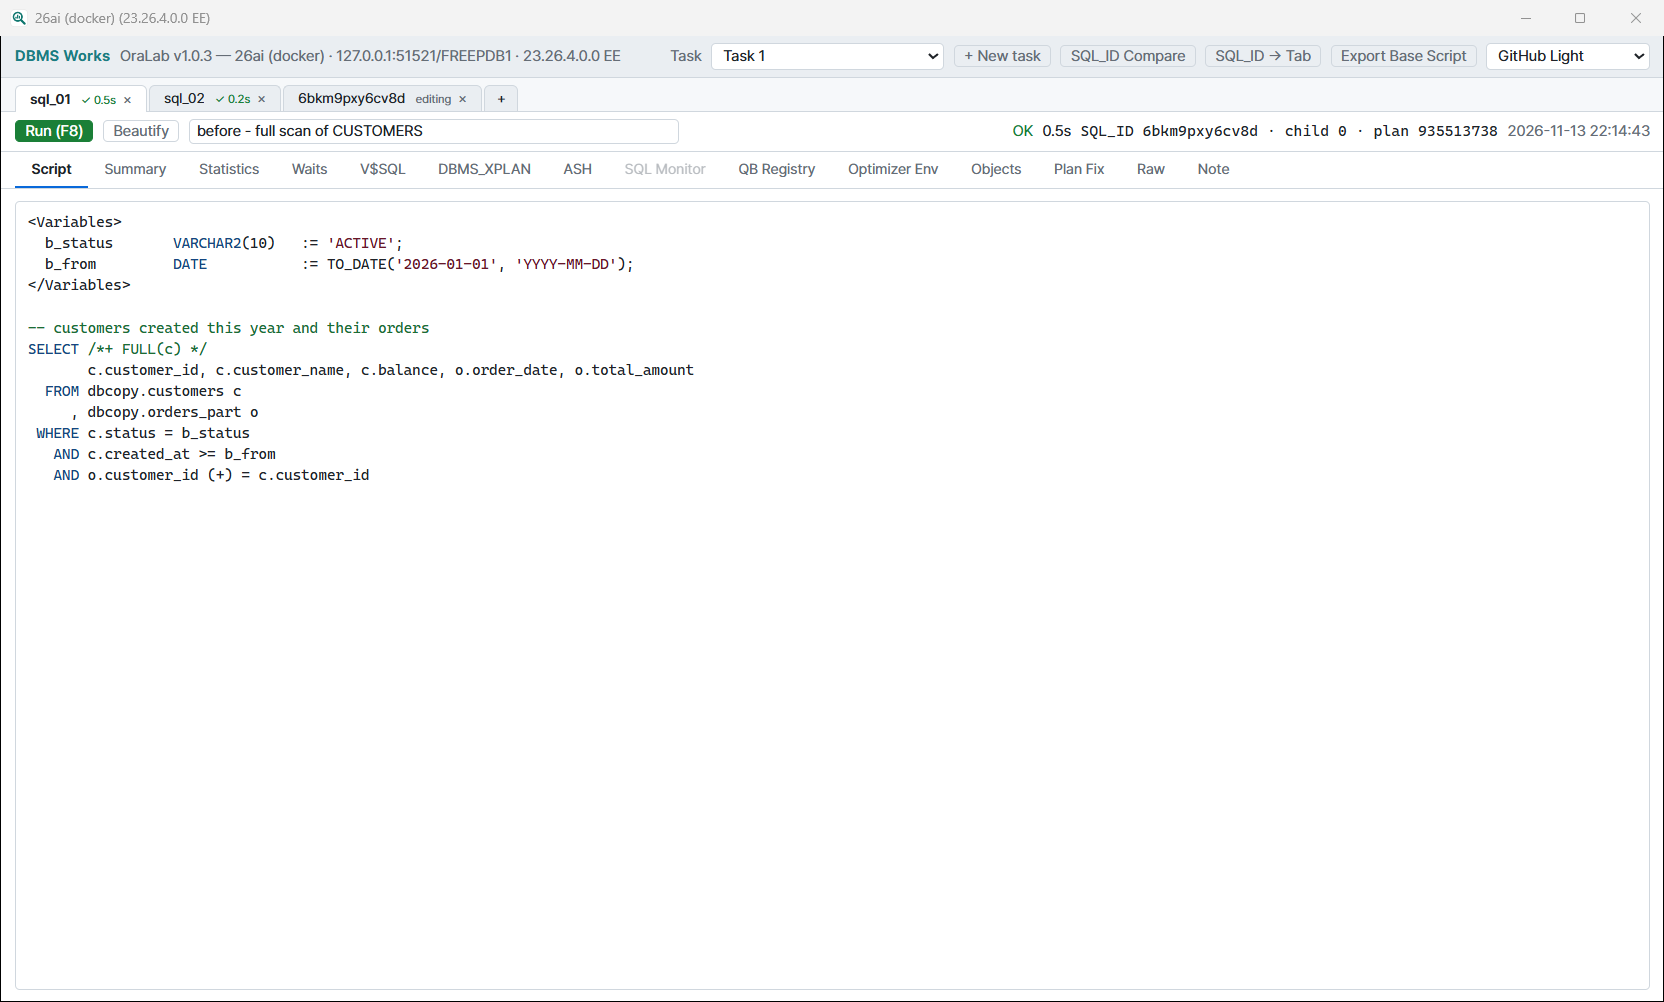 26ai (docker) (23.26.4.0.0 EE)
DBMS Works OraLab v1.0.3 — 26ai (docker) · 127.0.0.1:51521/FREEPDB1 · 23.26.4.0.0 EE Task Task 1 + New task SQL_ID Compare SQL_ID → Tab Export Base Script GitHub Light
sql_01 ✓ 0.5s × sql_02 ✓ 0.2s × 6bkm9pxy6cv8d editing × +
Run (F8) Beautify before - full scan of CUSTOMERS OK 0.5s SQL_ID 6bkm9pxy6cv8d · child 0 · plan 935513738 2026-11-13 22:14:43
Script Summary Statistics Waits V$SQL DBMS_XPLAN ASH SQL Monitor QB Registry Optimizer Env Objects Plan Fix Raw Note
<Variables>
  b_status       VARCHAR2(10)   := 'ACTIVE';
  b_from         DATE           := TO_DATE('2026-01-01', 'YYYY-MM-DD');
</Variables>
-- customers created this year and their orders
SELECT /*+ FULL(c) */
       c.customer_id, c.customer_name, c.balance, o.order_date, o.total_amount
  FROM dbcopy.customers c
     , dbcopy.orders_part o
 WHERE c.status = b_status
   AND c.created_at >= b_from
   AND o.customer_id (+) = c.customer_id